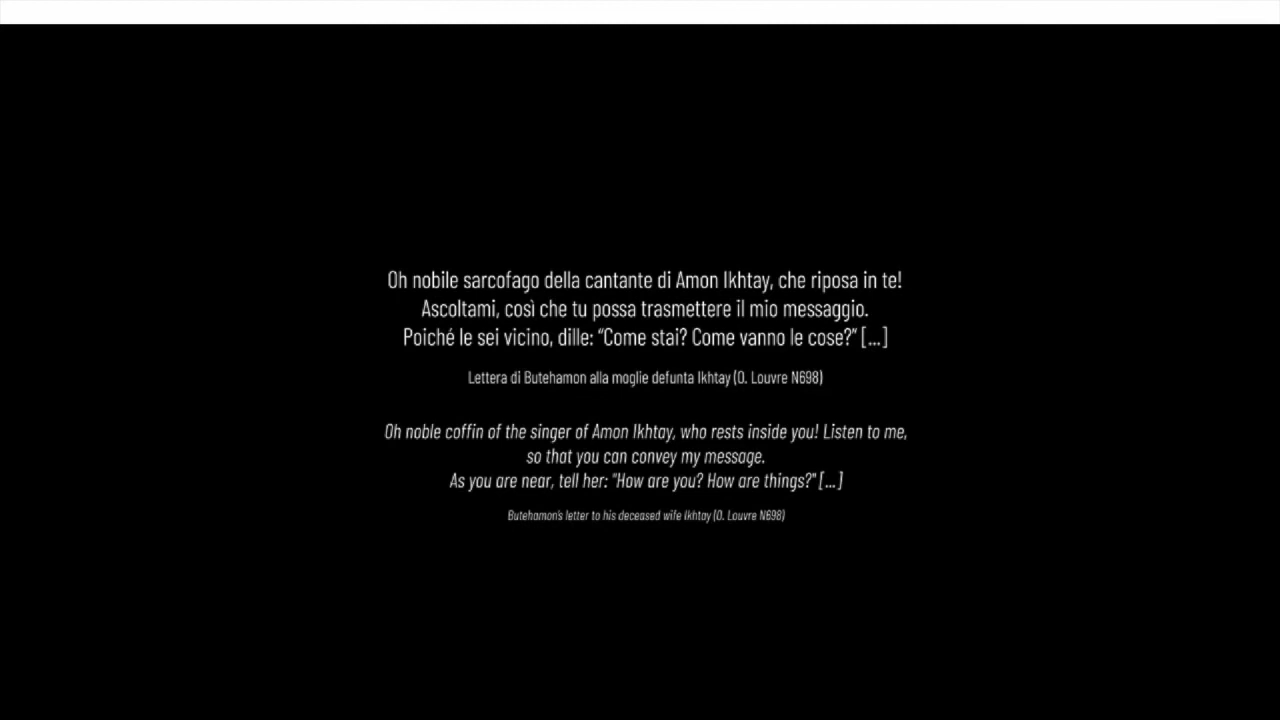 Oh nobile sarcofago della cantante di Amon Ikhtay, che riposa in te!
Ascoltami, così che tu possa trasmettere il mio messaggio.
Poiché le sei vicino, dille: “Come stai? Come vanno le cose?” [...]
Lettera di Butehamon alla moglie defunta Ikhtay (O. Louvre N698)
Oh noble coffin of the singer of Amon Ikhtay, who rests inside you! Listen to me,
so that you can convey my message.
As you are near, tell her: "How are you? How are things?" [...]
Butehamon's letter to his deceased wife Ikhtay (O. Louvre N698)